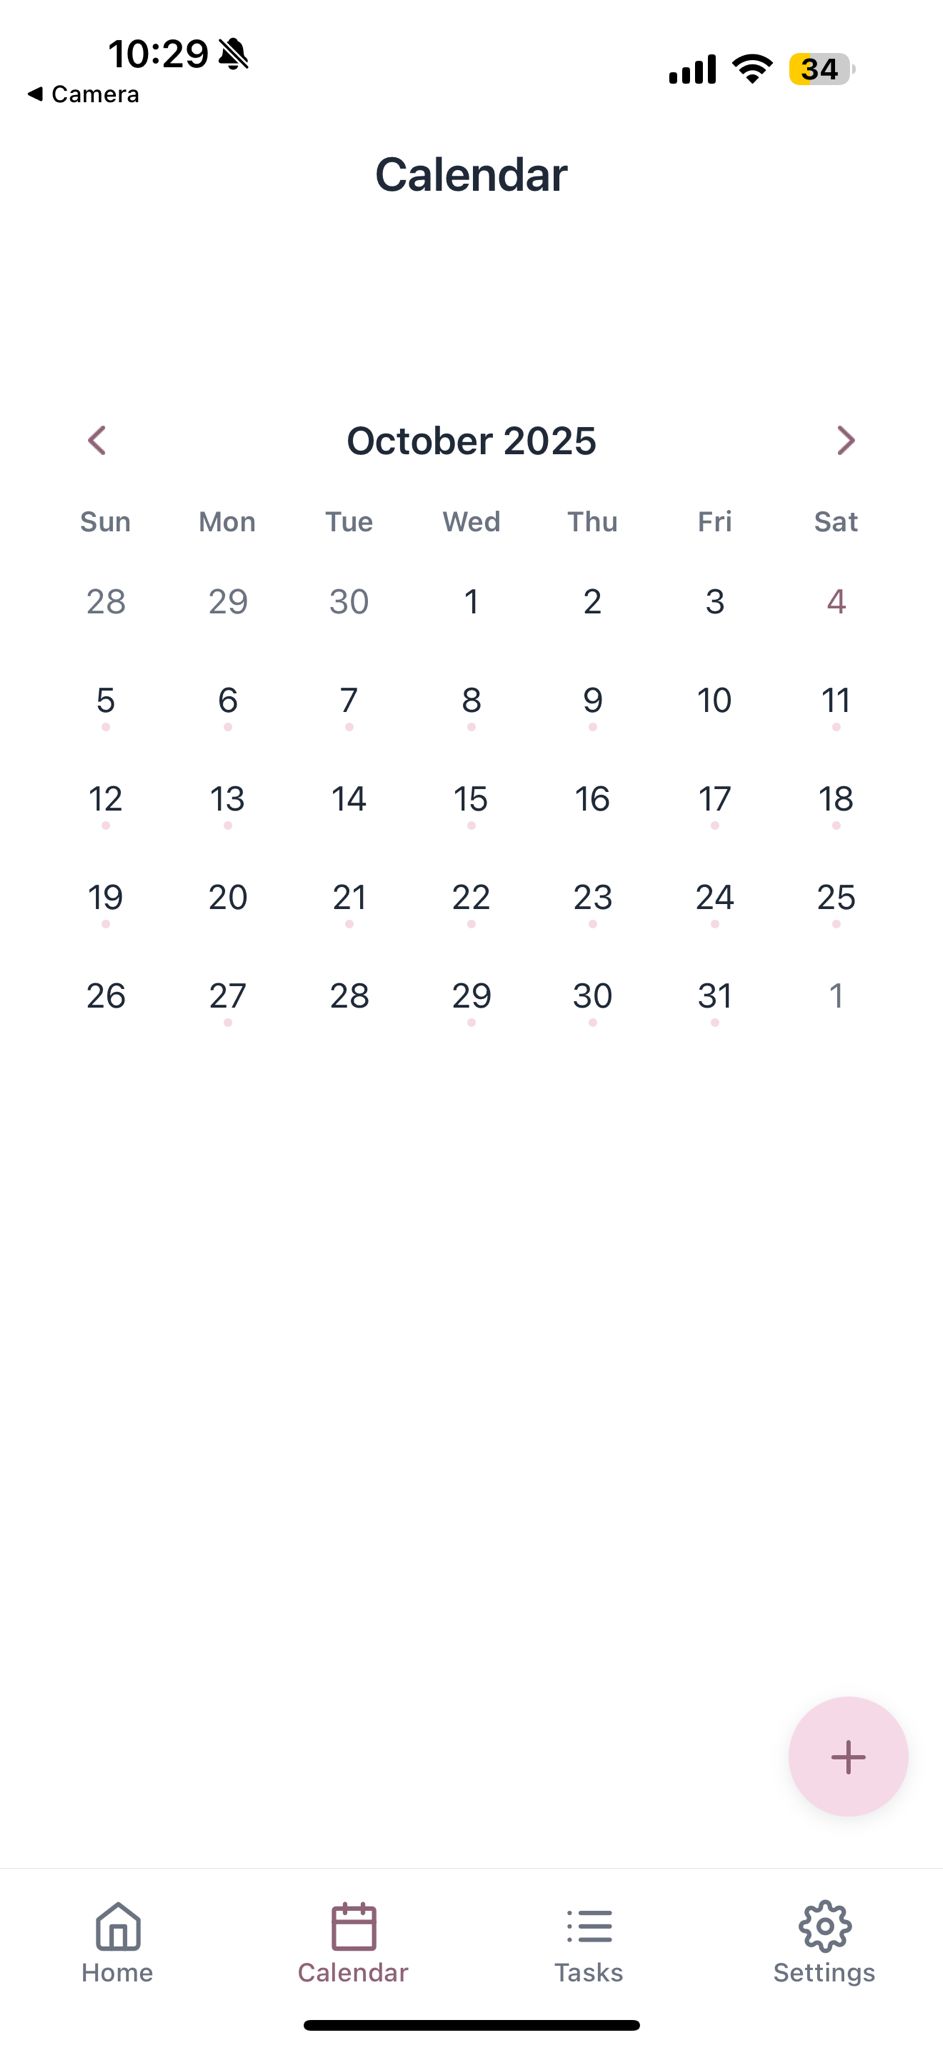 10:29
34
◀ Camera
Calendar
October 2025
Sun Mon Tue Wed Thu Fri Sat
28 29 30 1 2 3 4
5 6 7 8 9 10 11
12 13 14 15 16 17 18
19 20 21 22 23 24 25
26 27 28 29 30 31 1
Home Calendar Tasks Settings